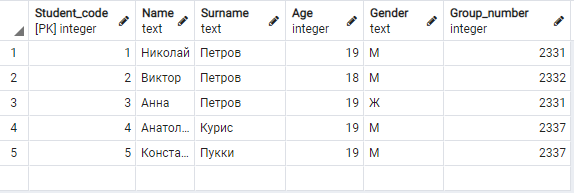 Student_code Name Surname Age Gender Group_number
[PK] integer text text integer text integer
1 1 Николай Петров 19 М 2331
2 2 Виктор Петров 18 М 2332
3 3 Анна Петров 19 Ж 2331
4 4 Анатол... Курис 19 М 2337
5 5 Конста... Пукки 19 М 2337